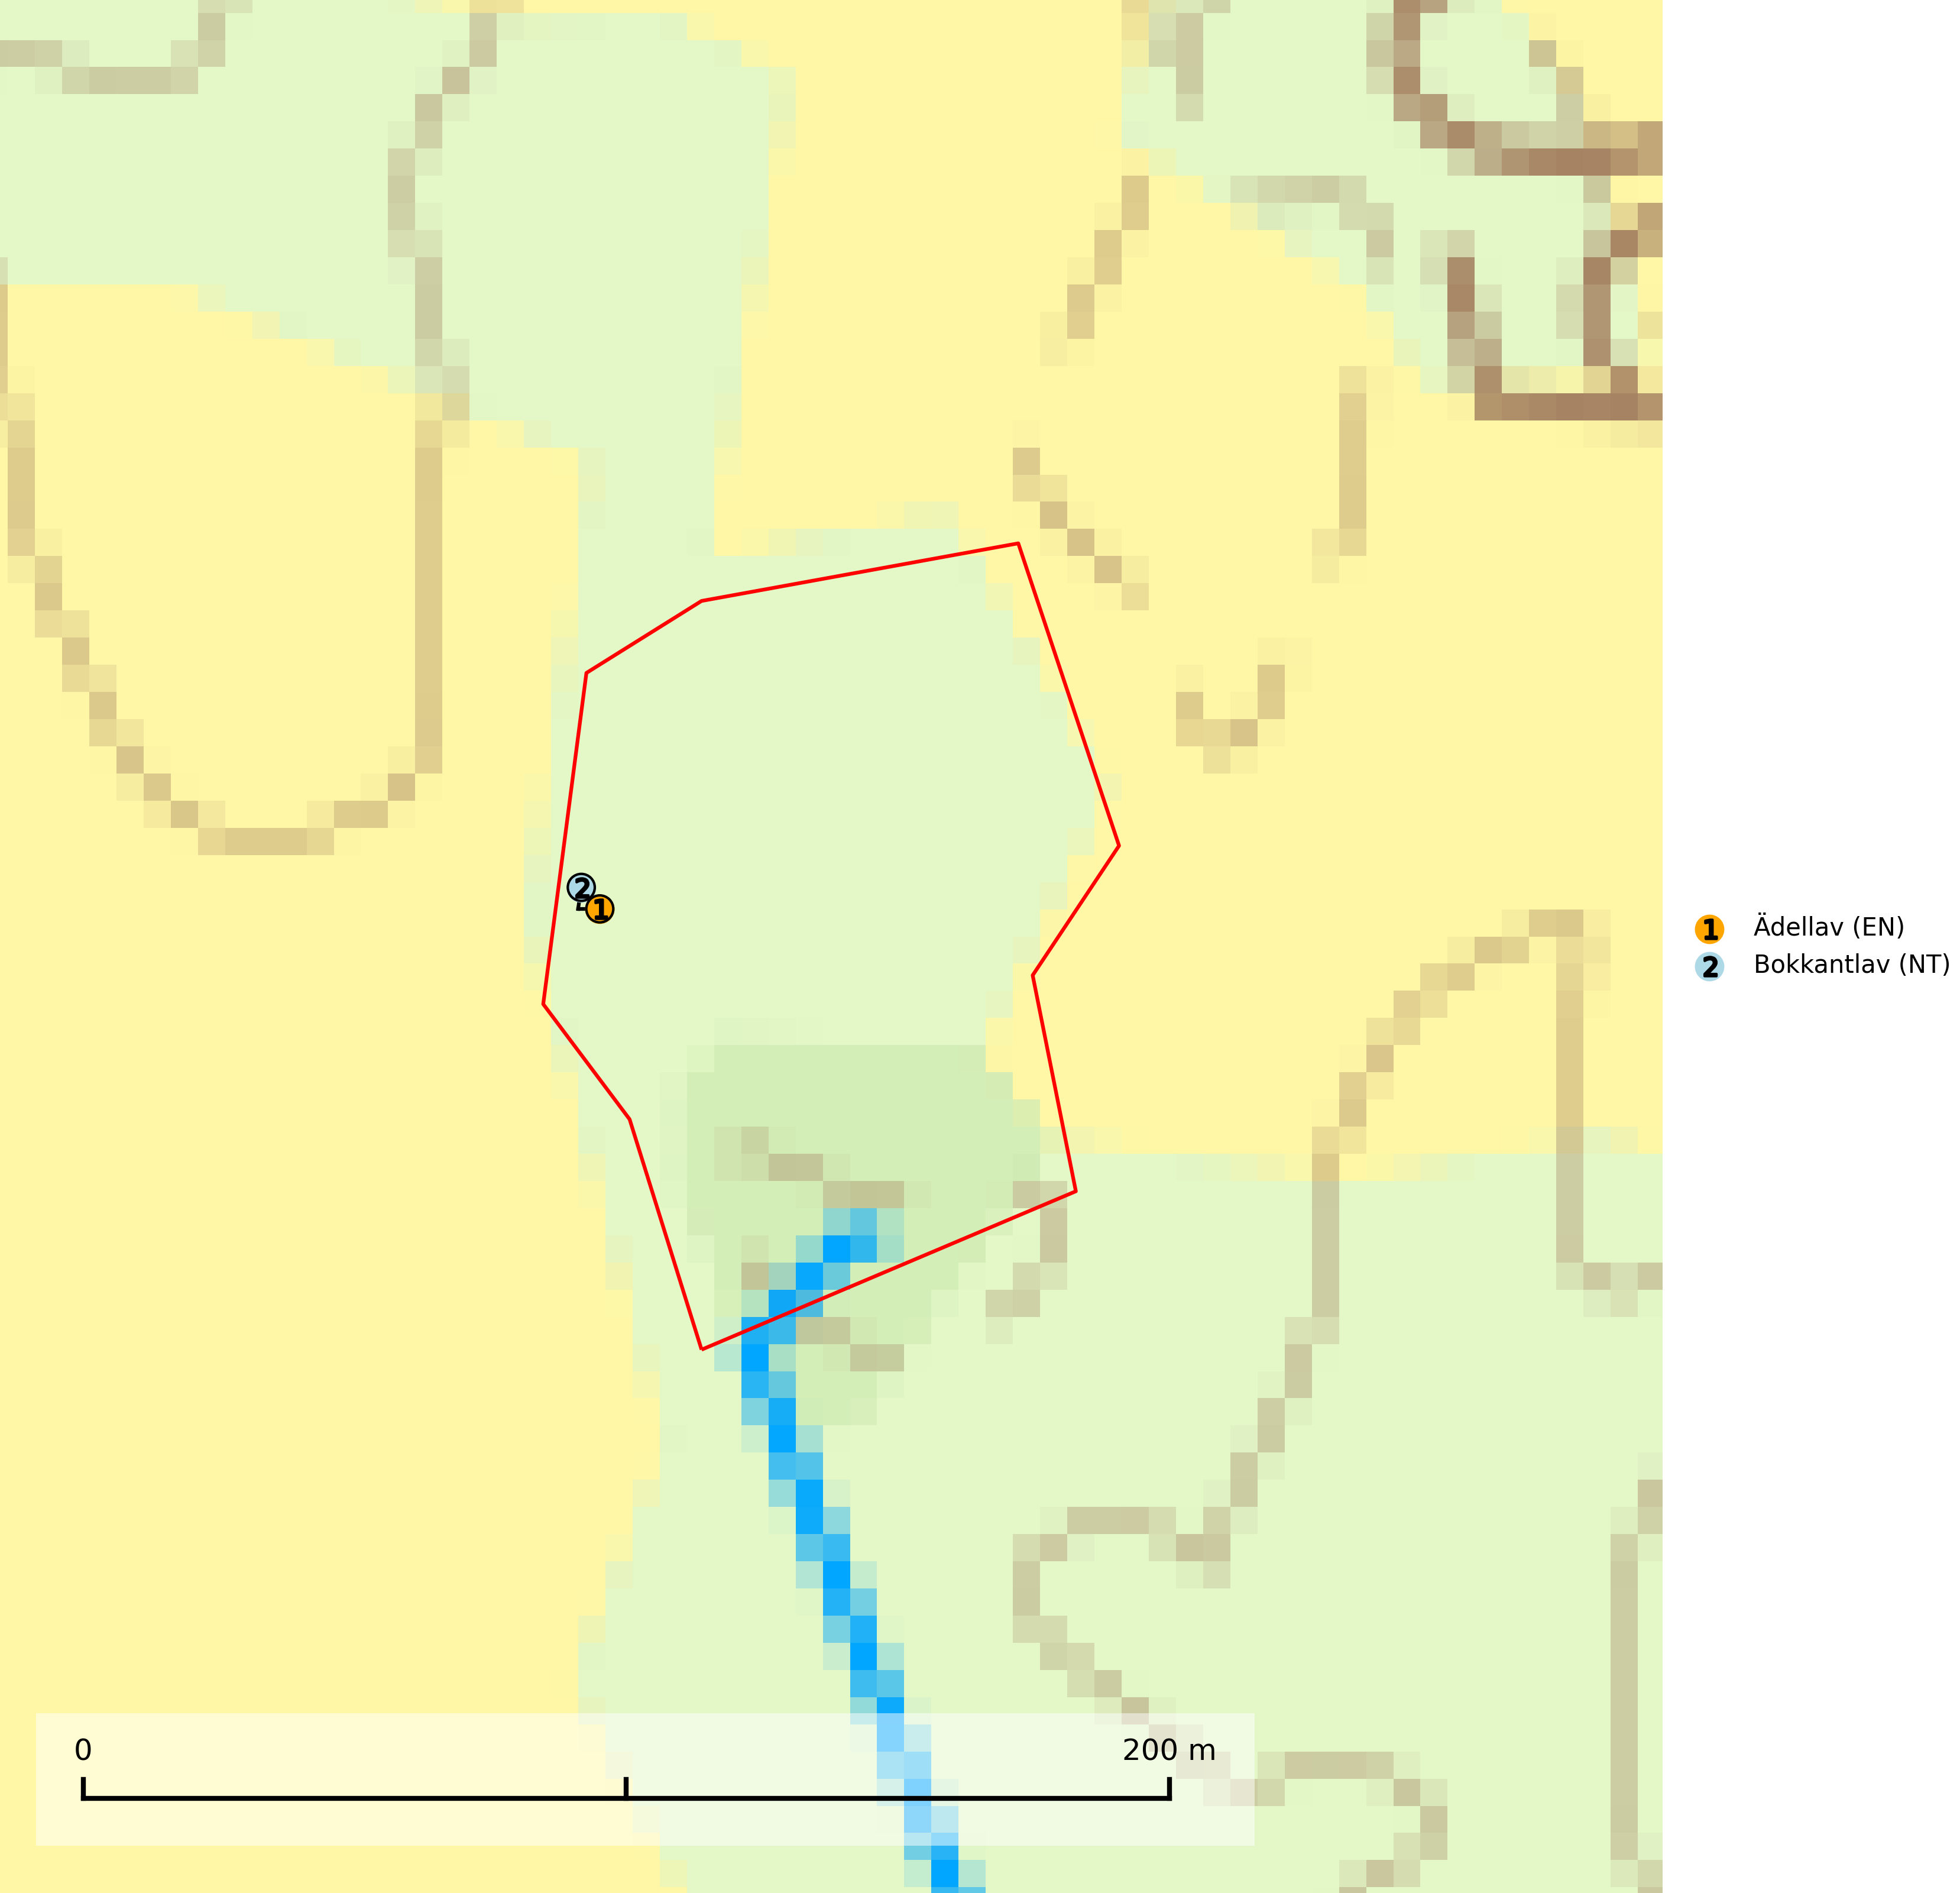 2
1
1 Ädellav (EN)
2 Bokkantlav (NT)
0 200 m